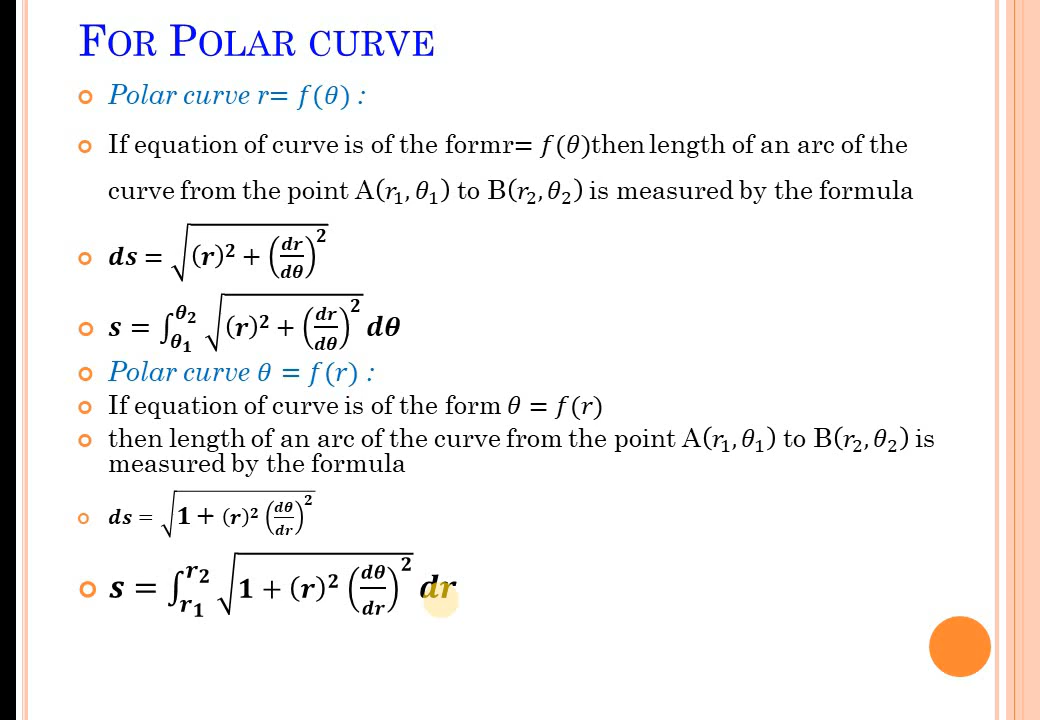 FOR POLAR CURVE
Polar curve r= f(θ) :
If equation of curve is of the formr= f(θ)then length of an arc of the
curve from the point A(r₁, θ₁) to B(r₂, θ₂) is measured by the formula
ds = √((r)² + (dr/dθ)²)
s = ∫_θ₁^θ₂ √((r)² + (dr/dθ)²) dθ
Polar curve θ = f(r) :
If equation of curve is of the form θ = f(r)
then length of an arc of the curve from the point A(r₁, θ₁) to B(r₂, θ₂) is
measured by the formula
ds = √(1 + (r)² (dθ/dr)²)
s = ∫_r₁^r₂ √(1 + (r)² (dθ/dr)²) dr